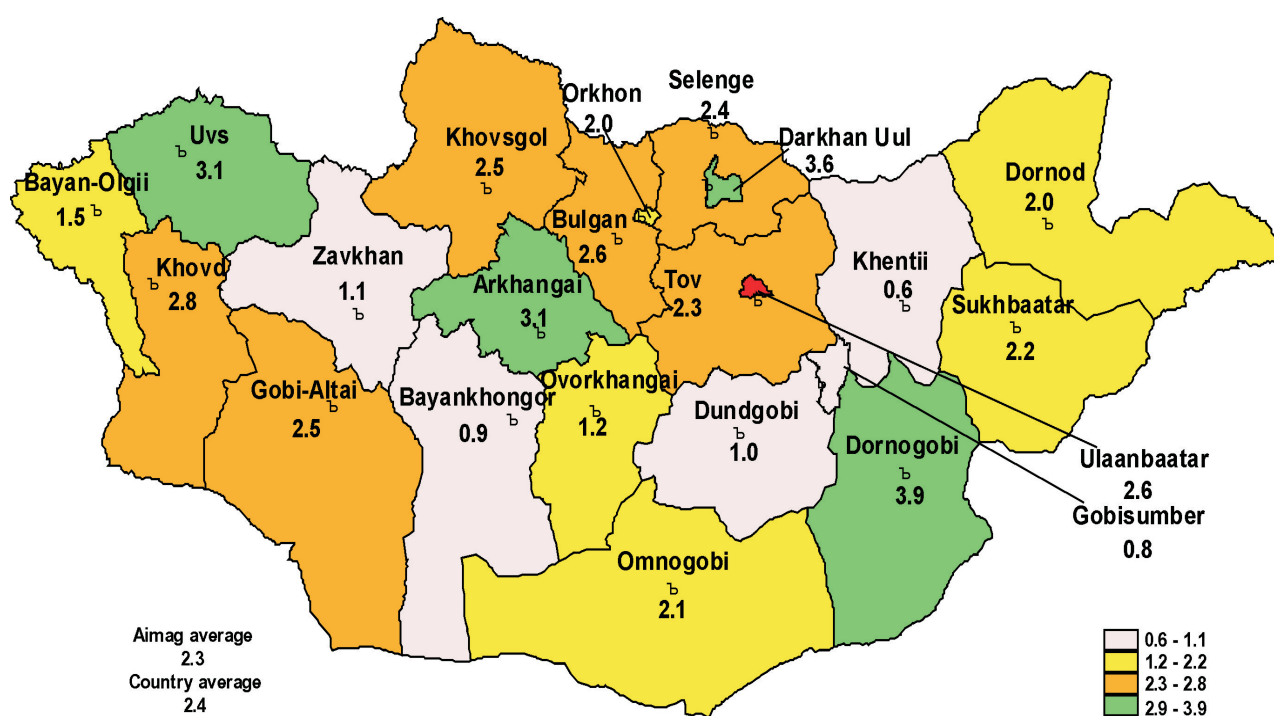 Orkhon
2.0
Selenge
2.4
Darkhan Uul
3.6
Uvs
3.1
Khovsgol
2.5
ъ
ъ
ъ
ъ
Bayan-Olgii
1.5 ъ
Dornod
2.0
ъ
Bulgan
ъ
2.6
ъ
Khovd
ъ
2.8
Zavkhan
1.1
ъ
Arkhangai
3.1
ъ
Tov
2.3
ъ
Khentii
0.6
ъ
Sukhbaatar
ъ
2.2
Gobi-Altai
ъ
2.5
Bayankhongor
0.9 ъ
Ovorkhangai
ъ
1.2
Dundgobi
ъ
1.0
ъ
Dornogobi
ъ
3.9
Ulaanbaatar
2.6
Gobisumber
0.8
Omnogobi
ъ
2.1
Aimag average
2.3
Country average
2.4
0.6 - 1.1
1.2 - 2.2
2.3 - 2.8
2.9 - 3.9